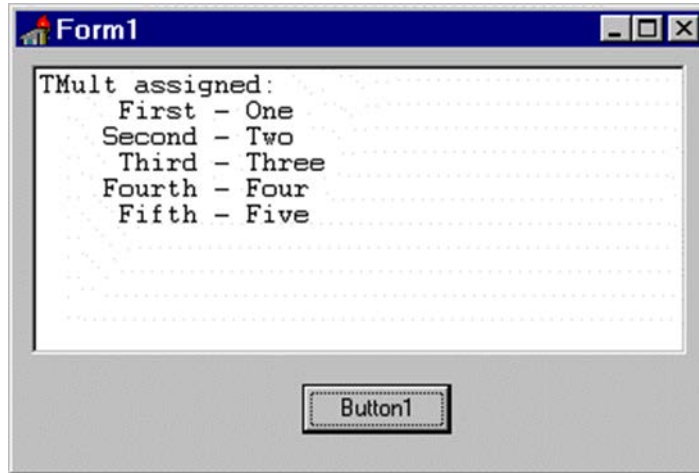 Form1
TMult assigned:
First - One
Second - Two
Third - Three
Fourth - Four
Fifth - Five
Button1